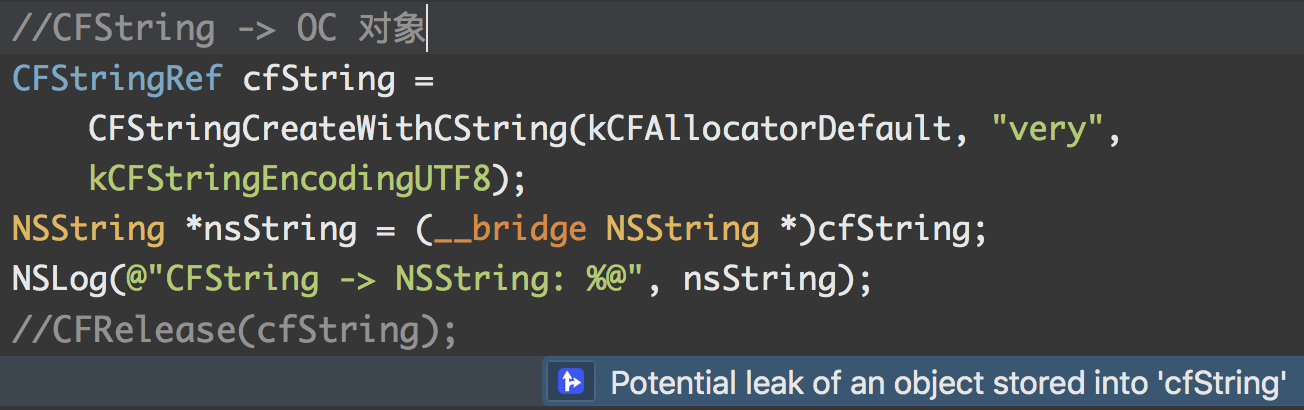 //CFString -> OC 对象
CFStringRef cfString =
CFStringCreateWithCString(kCFAllocatorDefault, "very",
kCFStringEncodingUTF8);
NSString *nsString = (__bridge NSString *)cfString;
NSLog(@"CFString -> NSString: %@", nsString);
//CFRelease(cfString);
Potential leak of an object stored into 'cfString'